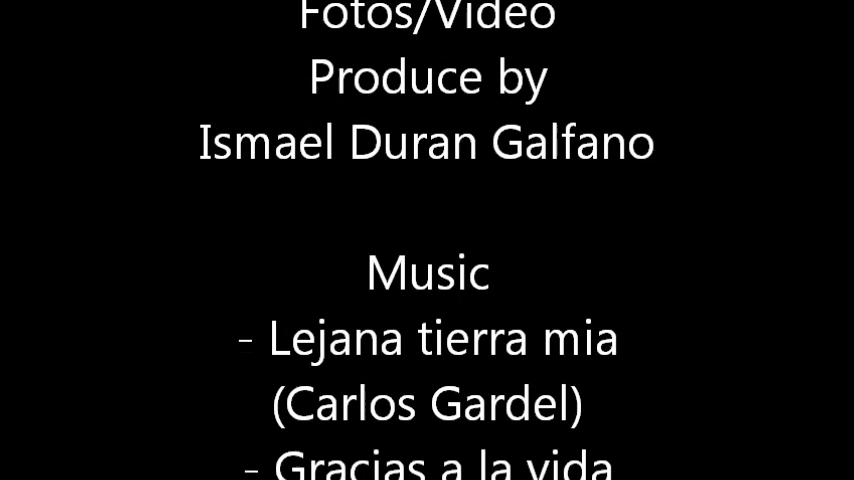 Fotos/Video
Produce by
Ismael Duran Galfano
Music
- Lejana tierra mia
(Carlos Gardel)
- Gracias a la vida